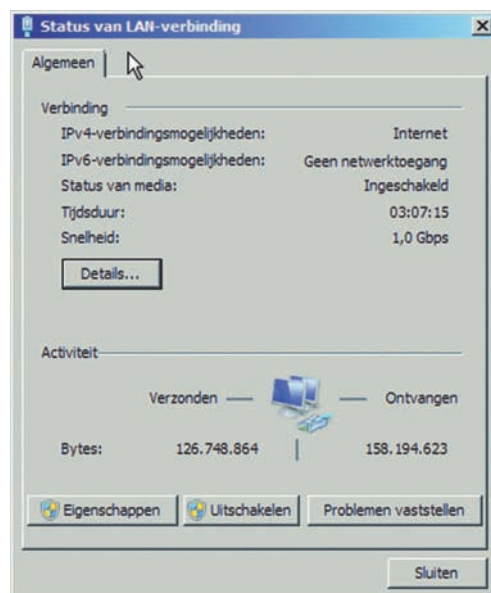 Status van LAN-verbinding
Algemeen
Verbinding
IPv4-verbindingsmogelijkheden: Internet
IPv6-verbindingsmogelijkheden: Geen netwerktoegang
Status van media: Ingeschakeld
Tijdsduur: 03:07:15
Snelheid: 1,0 Gbps
Details...
Activiteit
Verzonden Ontvangen
Bytes: 126.748.864 158.194.623
Eigenschappen Uitschakelen Problemen vaststellen
Sluiten